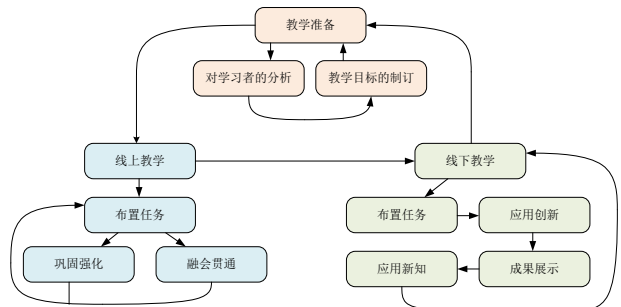 教学准备
对学习者的分析
教学目标的制订
线上教学
线下教学
布置任务
布置任务
应用创新
巩固强化
融会贯通
应用新知
成果展示